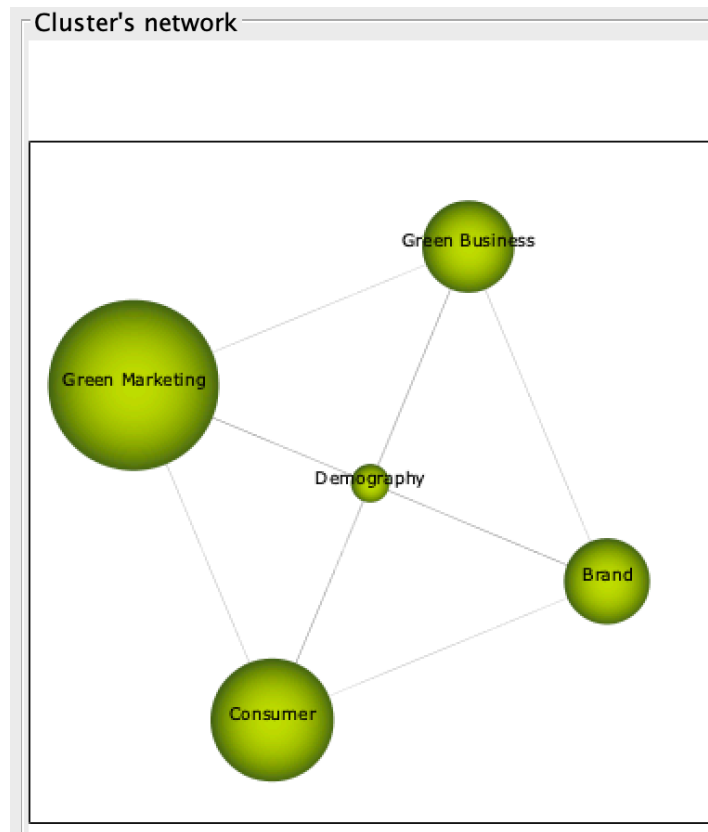 Cluster's network
Green Business
Green Marketing
Demography
Brand
Consumer